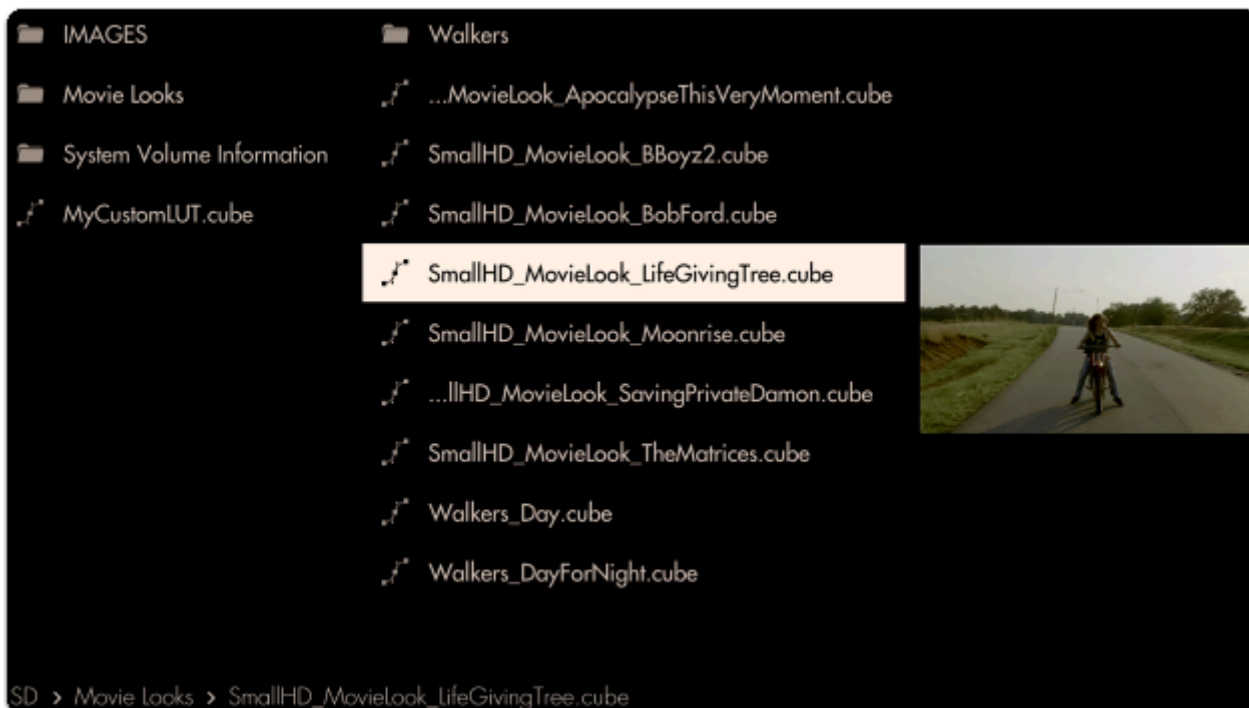 IMAGES
Movie Looks
System Volume Information
MyCustomLUT.cube
Walkers
...MovieLook_ApocalypseThisVeryMoment.cube
SmallHD_MovieLook_BBoyz2.cube
SmallHD_MovieLook_BobFord.cube
SmallHD_MovieLook_LifeGivingTree.cube
SmallHD_MovieLook_Moonrise.cube
...llHD_MovieLook_SavingPrivateDamon.cube
SmallHD_MovieLook_TheMatrices.cube
Walkers_Day.cube
Walkers_DayForNight.cube
SD > Movie Looks > SmallHD_MovieLook_LifeGivingTree.cube